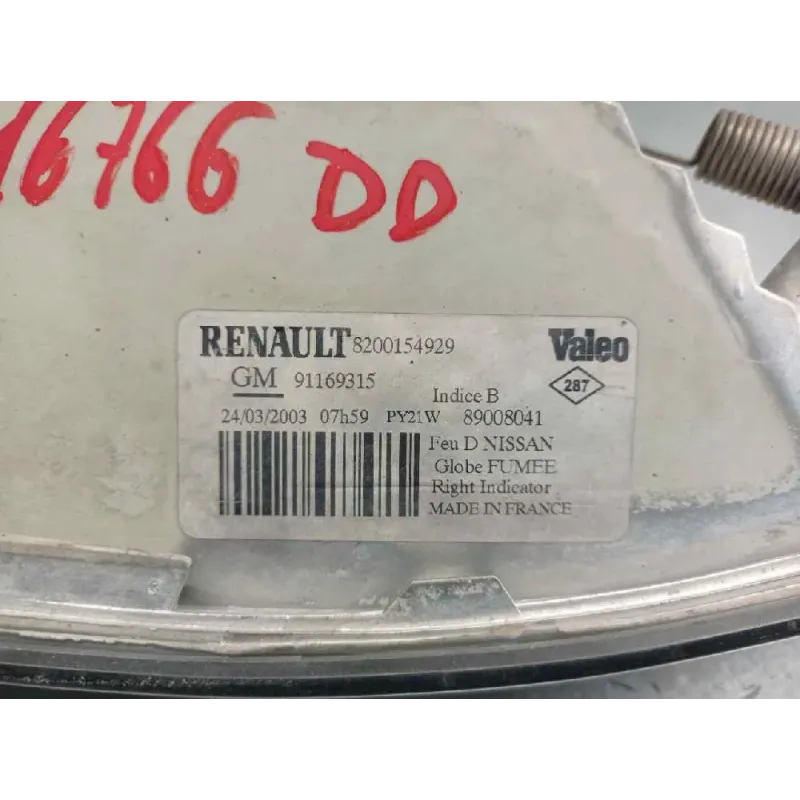 16766 DD
RENAULT 8200154929 Valeo
GM 91169315 Indice B 287
24/03/2003 07h59 PY21W 89008041
Feu D NISSAN
Globe FUMEE
Right Indicator
MADE IN FRANCE